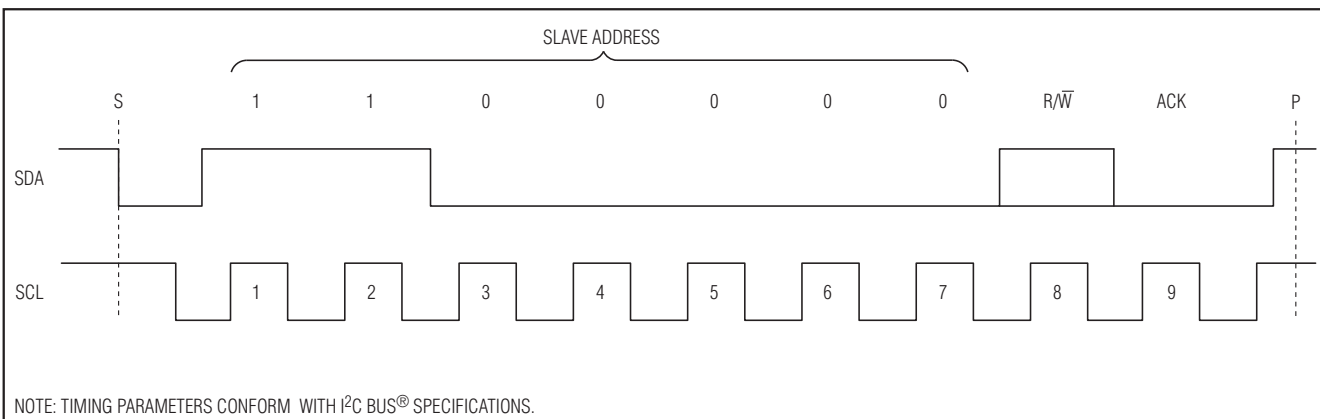 SLAVE ADDRESS
S 1 1 0 0 0 0 0 R/W̅ ACK P
SDA
SCL 1 2 3 4 5 6 7 8 9
NOTE: TIMING PARAMETERS CONFORM WITH I²C BUS® SPECIFICATIONS.